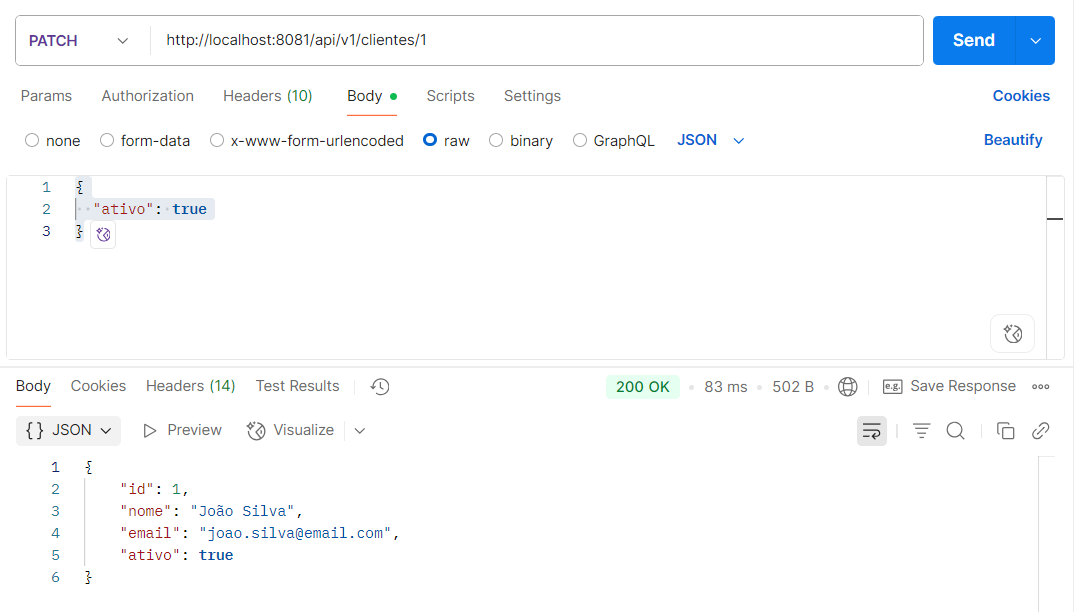 PATCH http://localhost:8081/api/v1/clientes/1 Send
Params Authorization Headers (10) Body Scripts Settings Cookies
none form-data x-www-form-urlencoded raw binary GraphQL JSON Beautify
1 {
2 "ativo": true
3 }
Body Cookies Headers (14) Test Results 200 OK 83 ms 502 B e.g. Save Response
{} JSON Preview Visualize
1 {
2 "id": 1,
3 "nome": "João Silva",
4 "email": "joao.silva@email.com",
5 "ativo": true
6 }